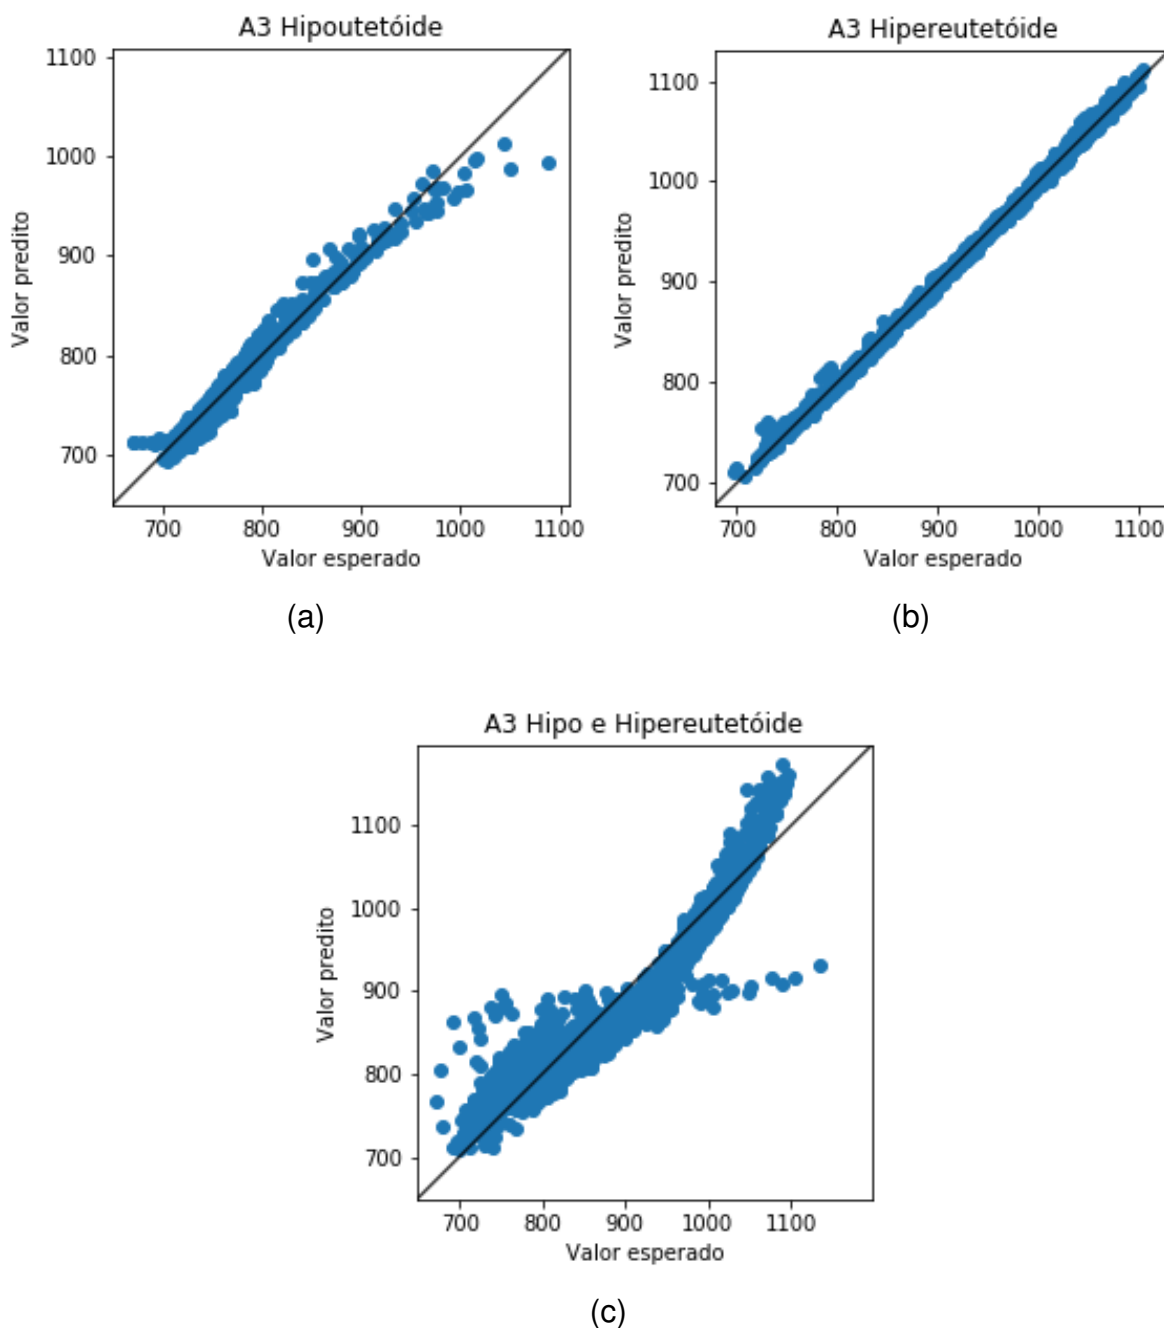 A3 Hipoutetóide
1100
1000
900
800
700
Valor predito
700 800 900 1000 1100
Valor esperado
(a)
A3 Hipereutetóide
1100
1000
900
800
700
Valor predito
700 800 900 1000 1100
Valor esperado
(b)
A3 Hipo e Hipereutetóide
1100
1000
900
800
700
Valor predito
700 800 900 1000 1100
Valor esperado
(c)